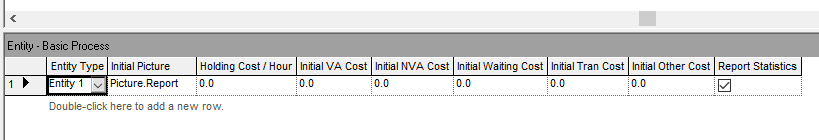 Entity - Basic Process
Entity Type Initial Picture Holding Cost / Hour Initial VA Cost Initial NVA Cost Initial Waiting Cost Initial Tran Cost Initial Other Cost Report Statistics
1 Entity 1 Picture.Report 0.0 0.0 0.0 0.0 0.0 0.0
Double-click here to add a new row.